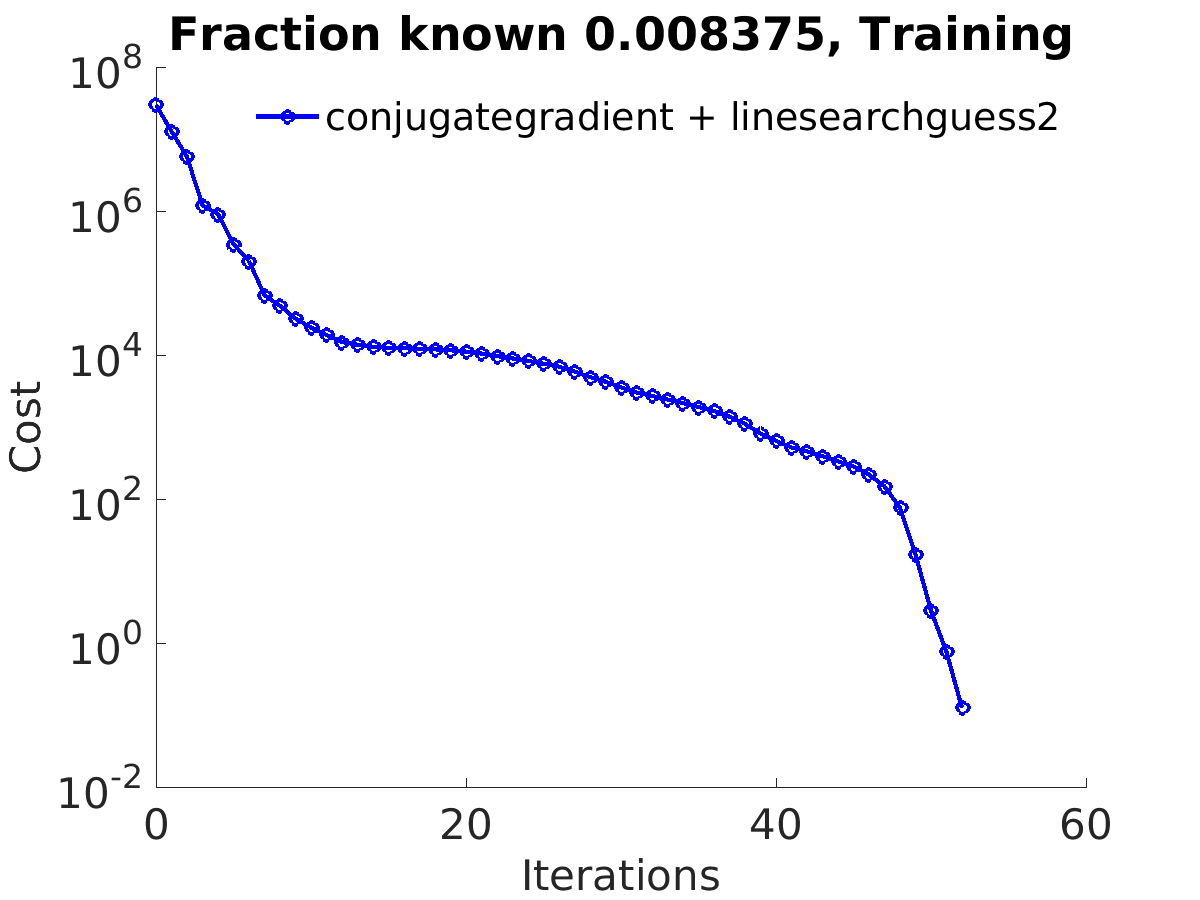 Fraction known 0.008375, Training
10^8
conjugategradient + linesearchguess2
10^6
10^4
Cost
10^2
10^0
10^-2
0 20 40 60
Iterations